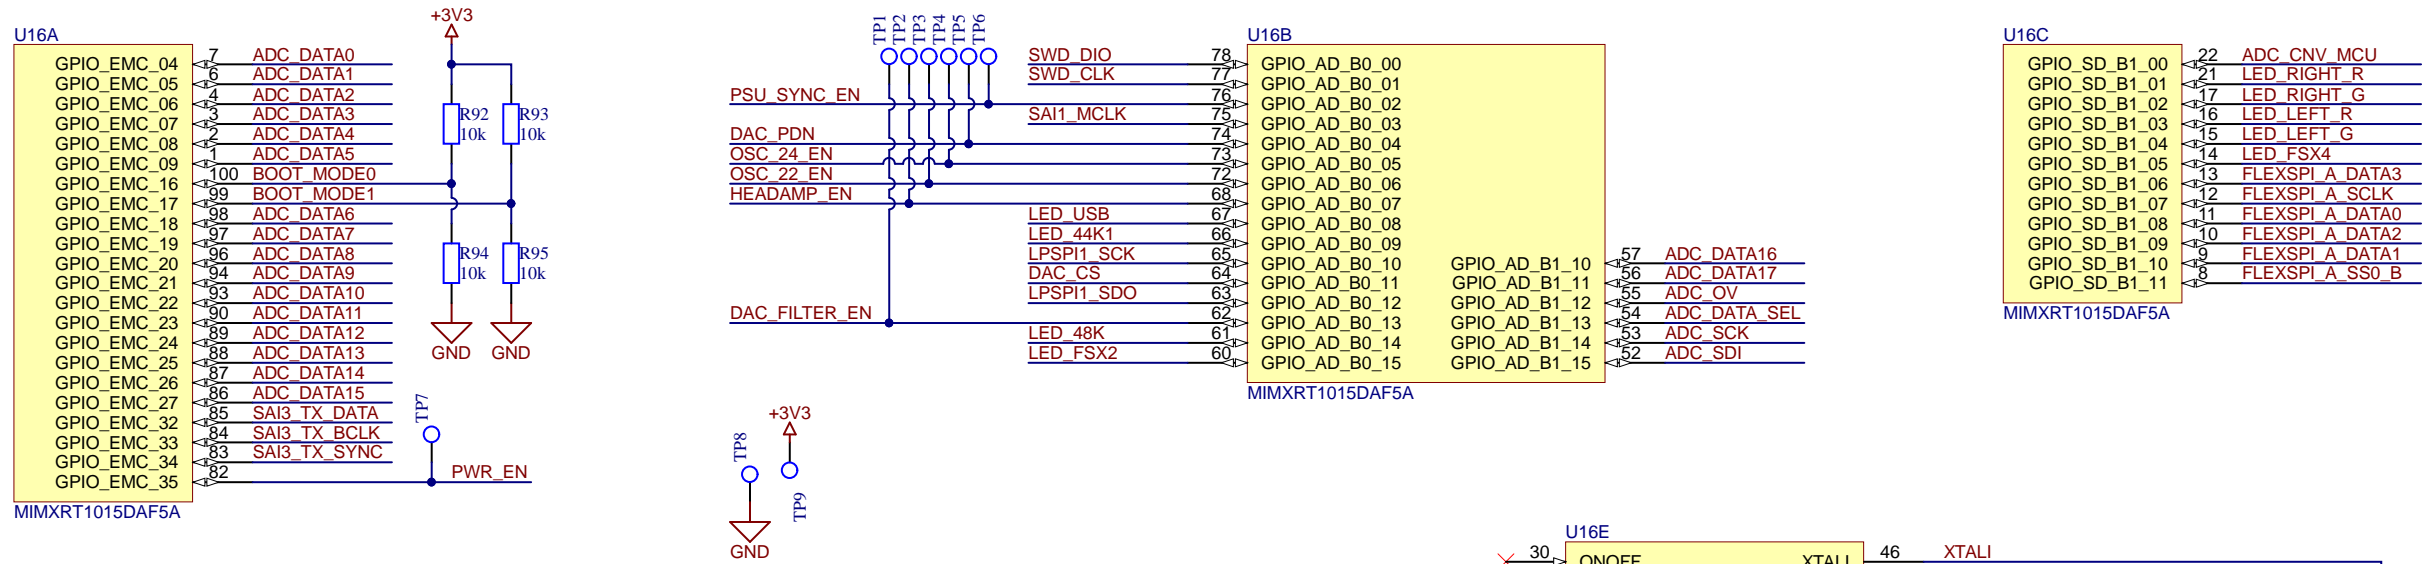 U16A
GPIO_EMC_04 7 ADC_DATA0
GPIO_EMC_05 6 ADC_DATA1
GPIO_EMC_06 4 ADC_DATA2
GPIO_EMC_07 3 ADC_DATA3
GPIO_EMC_08 2 ADC_DATA4
GPIO_EMC_09 1 ADC_DATA5
GPIO_EMC_16 100 BOOT_MODE0
GPIO_EMC_17 99 BOOT_MODE1
GPIO_EMC_18 98 ADC_DATA6
GPIO_EMC_19 97 ADC_DATA7
GPIO_EMC_20 96 ADC_DATA8
GPIO_EMC_21 94 ADC_DATA9
GPIO_EMC_22 93 ADC_DATA10
GPIO_EMC_23 90 ADC_DATA11
GPIO_EMC_24 89 ADC_DATA12
GPIO_EMC_25 88 ADC_DATA13
GPIO_EMC_26 87 ADC_DATA14
GPIO_EMC_27 86 ADC_DATA15
GPIO_EMC_32 85 SAI3_TX_DATA
GPIO_EMC_33 84 SAI3_TX_BCLK
GPIO_EMC_34 83 SAI3_TX_SYNC
GPIO_EMC_35 82 PWR_EN
MIMXRT1015DAF5A
+3V3
R92 R93
10k 10k
R94 R95
10k 10k
GND GND
TP7
TP1 TP2 TP3 TP4 TP5 TP6
U16B
SWD_DIO 78 GPIO_AD_B0_00
SWD_CLK 77 GPIO_AD_B0_01
PSU_SYNC_EN 76 GPIO_AD_B0_02
SAI1_MCLK 75 GPIO_AD_B0_03
DAC_PDN 74 GPIO_AD_B0_04
OSC_24_EN 73 GPIO_AD_B0_05
OSC_22_EN 72 GPIO_AD_B0_06
HEADAMP_EN 68 GPIO_AD_B0_07
LED_USB 67 GPIO_AD_B0_08
LED_44K1 66 GPIO_AD_B0_09
LPSPI1_SCK 65 GPIO_AD_B0_10 GPIO_AD_B1_10 57 ADC_DATA16
DAC_CS 64 GPIO_AD_B0_11 GPIO_AD_B1_11 56 ADC_DATA17
LPSPI1_SDO 63 GPIO_AD_B0_12 GPIO_AD_B1_12 55 ADC_OV
DAC_FILTER_EN 62 GPIO_AD_B0_13 GPIO_AD_B1_13 54 ADC_DATA_SEL
LED_48K 61 GPIO_AD_B0_14 GPIO_AD_B1_14 53 ADC_SCK
LED_FSX2 60 GPIO_AD_B0_15 GPIO_AD_B1_15 52 ADC_SDI
MIMXRT1015DAF5A
+3V3
TP8
TP9
GND
U16C
GPIO_SD_B1_00 22 ADC_CNV_MCU
GPIO_SD_B1_01 21 LED_RIGHT_R
GPIO_SD_B1_02 17 LED_RIGHT_G
GPIO_SD_B1_03 16 LED_LEFT_R
GPIO_SD_B1_04 15 LED_LEFT_G
GPIO_SD_B1_05 14 LED_FSX4
GPIO_SD_B1_06 13 FLEXSPI_A_DATA3
GPIO_SD_B1_07 12 FLEXSPI_A_SCLK
GPIO_SD_B1_08 11 FLEXSPI_A_DATA0
GPIO_SD_B1_09 10 FLEXSPI_A_DATA2
GPIO_SD_B1_10 9 FLEXSPI_A_DATA1
GPIO_SD_B1_11 8 FLEXSPI_A_SS0_B
MIMXRT1015DAF5A
U16E
30 ONOFF XTALI 46 XTALI